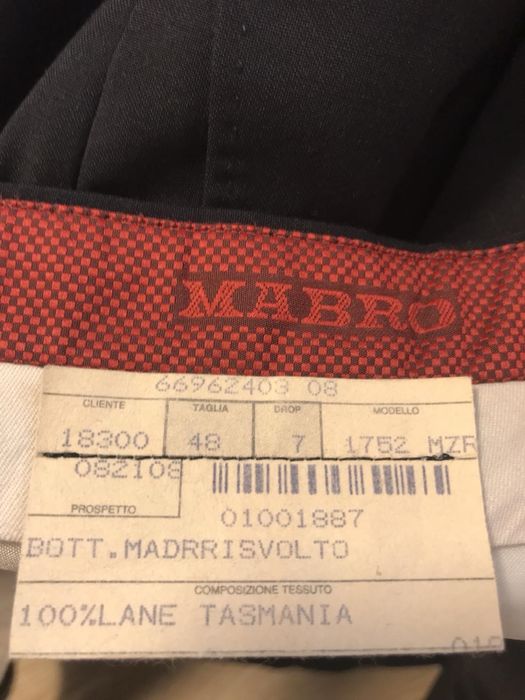 MABRO
66962403 08
CLIENTE TAGLIA DROP MODELLO
18300 48 7 1752 MZR
082108
PROSPETTO
01001887
BOTT.MADRRISVOLTO
COMPOSIZIONE TESSUTO
100%LANE TASMANIA